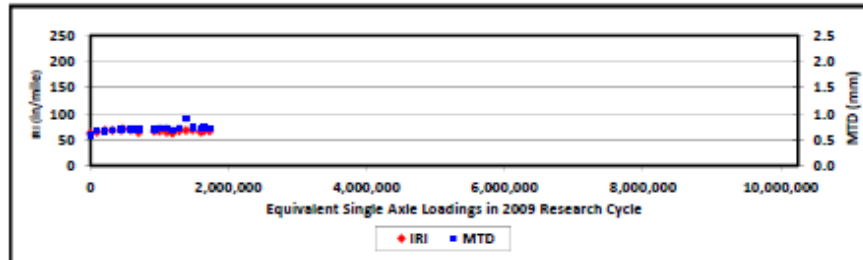 250
200
150
100
50
0
IRI (in/mile)
2.5
2.0
1.5
1.0
0.5
0.0
MTD (mm)
0 2,000,000 4,000,000 6,000,000 8,000,000 10,000,000
Equivalent Single Axle Loadings in 2009 Research Cycle
IRI MTD